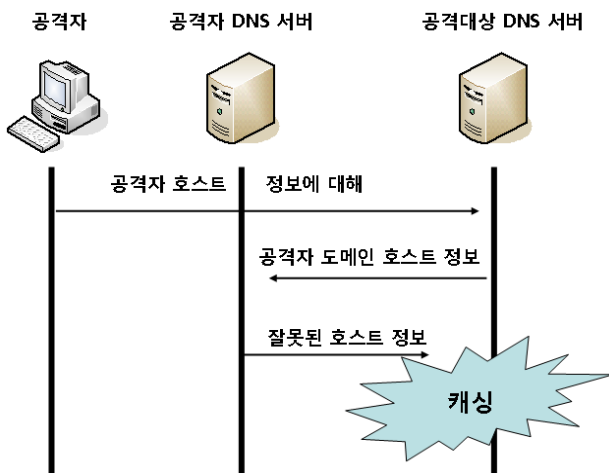 공격자
공격자 DNS 서버
공격대상 DNS 서버
공격자 호스트 정보에 대해
공격자 도메인 호스트 정보
잘못된 호스트 정보
캐싱